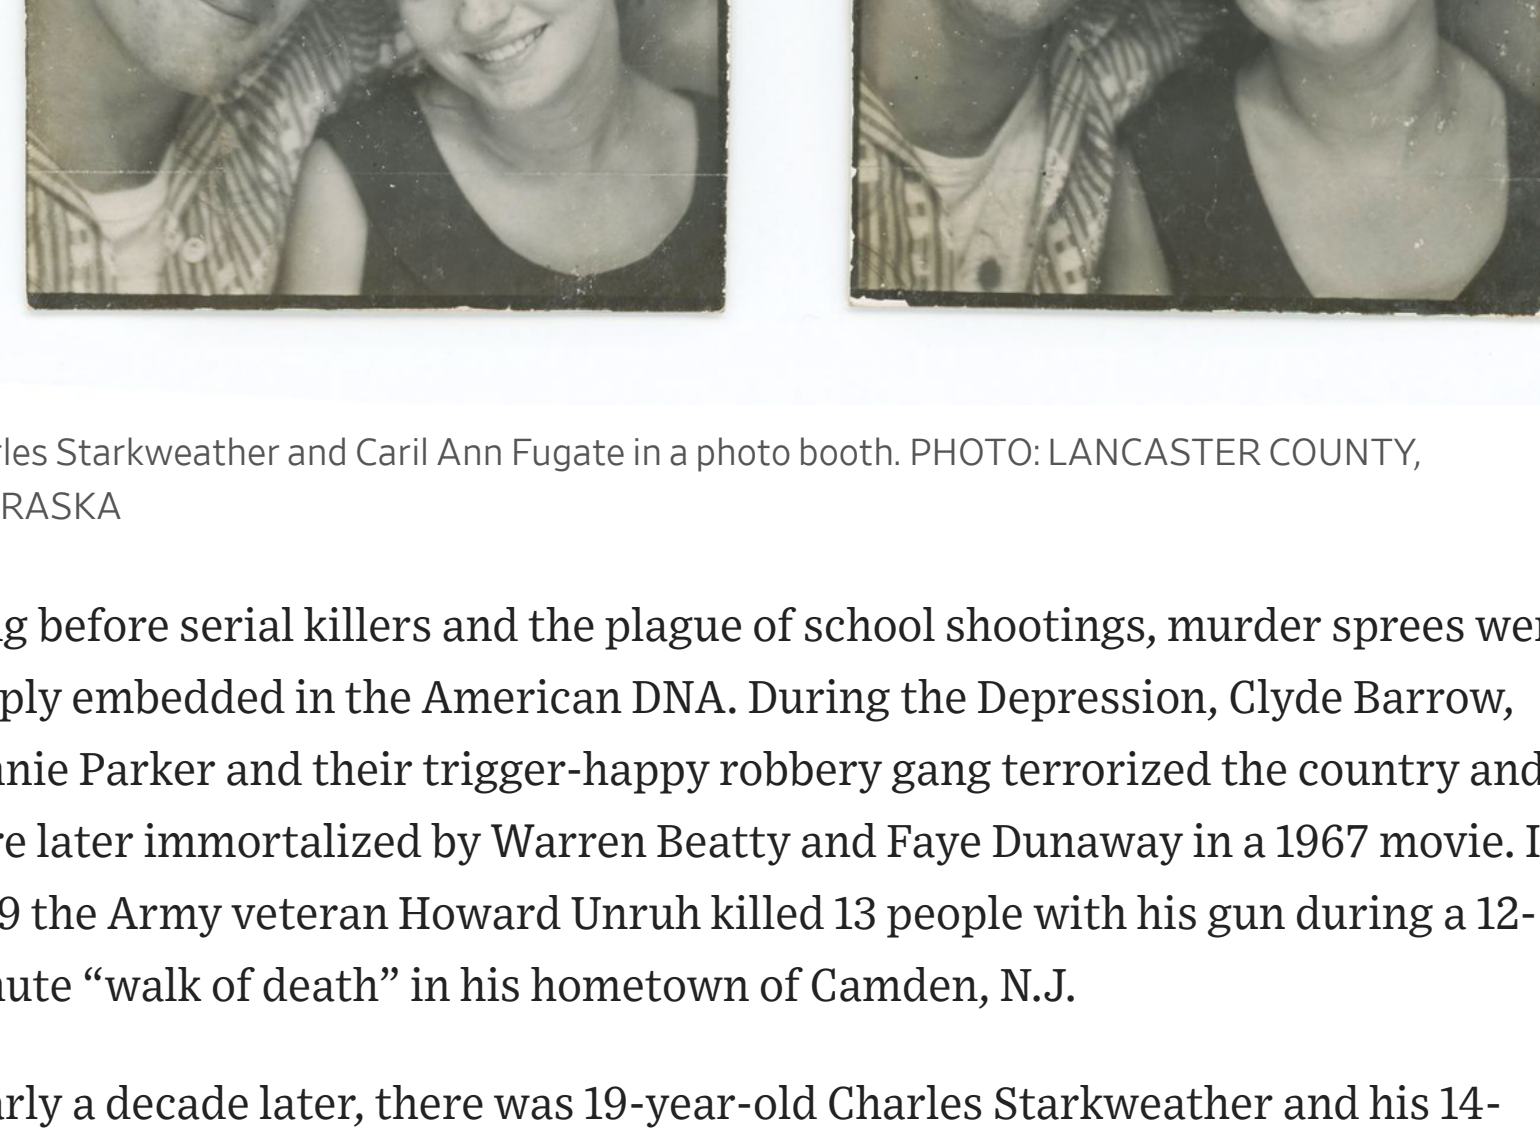 rles Starkweather and Caril Ann Fugate in a photo booth. PHOTO: LANCASTER COUNTY,
RASKA
g before serial killers and the plague of school shootings, murder sprees wer
ply embedded in the American DNA. During the Depression, Clyde Barrow,
nnie Parker and their trigger-happy robbery gang terrorized the country and
re later immortalized by Warren Beatty and Faye Dunaway in a 1967 movie. I
9 the Army veteran Howard Unruh killed 13 people with his gun during a 12-
nute “walk of death” in his hometown of Camden, N.J.
arly a decade later, there was 19-year-old Charles Starkweather and his 14-